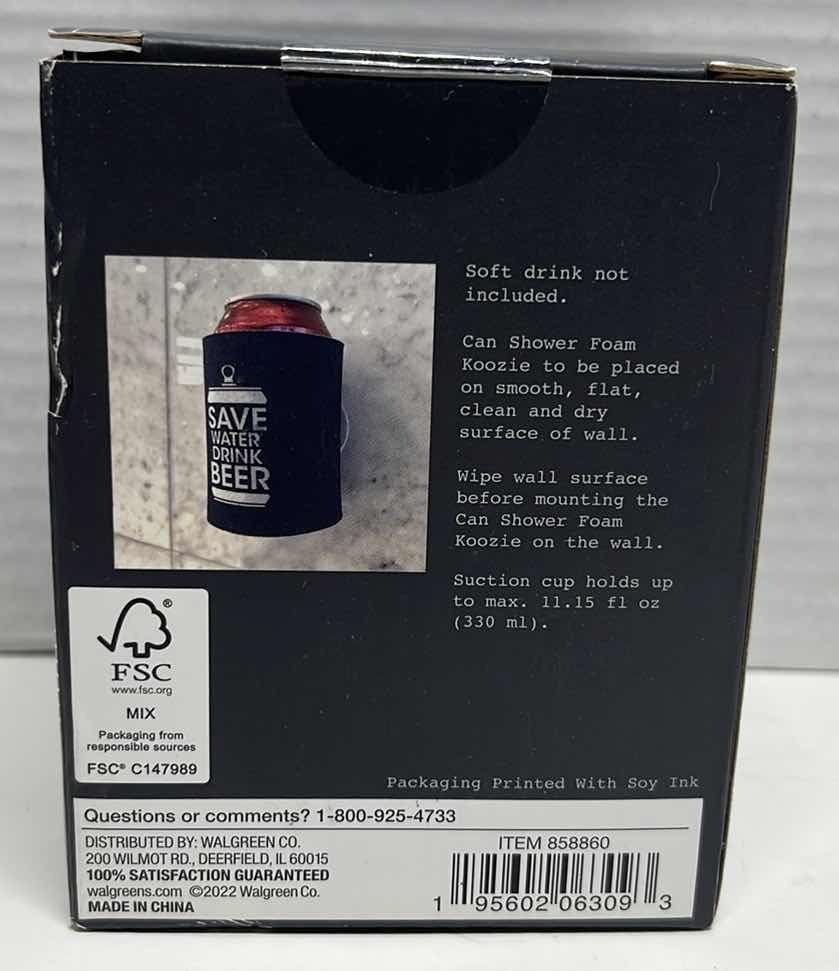 Soft drink not
included.
Can Shower Foam
Koozie to be placed
on smooth, flat,
clean and dry
surface of wall.
Wipe wall surface
before mounting the
Can Shower Foam
Koozie on the wall.
Suction cup holds up
to max. 11.15 fl oz
(330 ml).
SAVE
WATER
DRINK
BEER
FSC®
www.fsc.org
MIX
Packaging from
responsible sources
FSC® C147989
Packaging Printed With Soy Ink
Questions or comments? 1-800-925-4733
DISTRIBUTED BY: WALGREEN CO.
200 WILMOT RD., DEERFIELD, IL 60015
100% SATISFACTION GUARANTEED
walgreens.com ©2022 Walgreen Co.
MADE IN CHINA
ITEM 858860
1 95602 06309 3